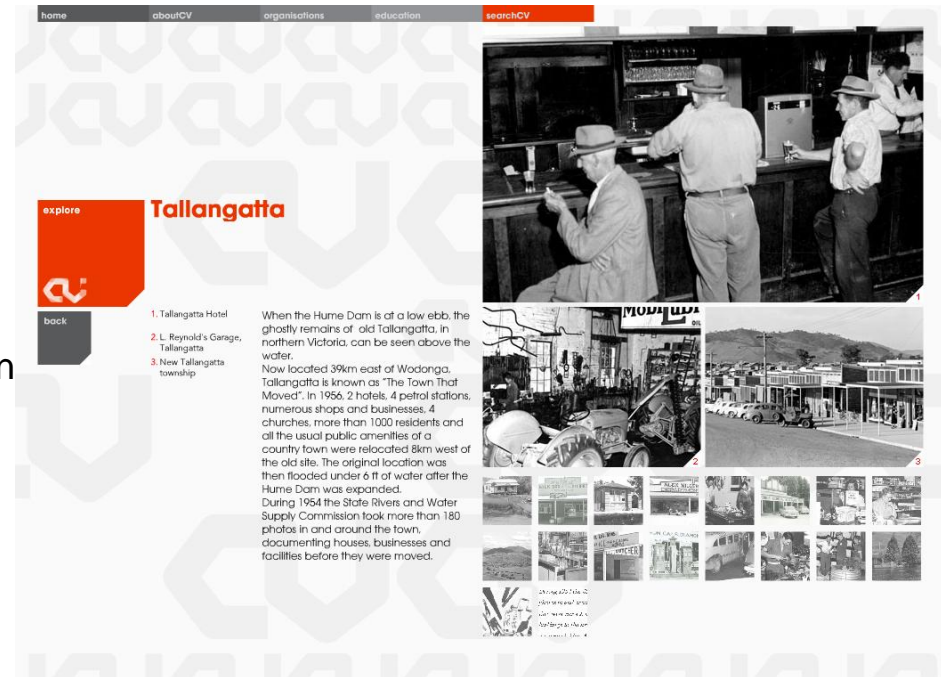 home aboutCV organisations education searchCV
explore
Tallangatta
back
1. Tallangatta Hotel
2. L. Reynold's Garage,
Tallangatta
3. New Tallangatta
township
When the Hume Dam is at a low ebb, the
ghostly remains of old Tallangatta, in
northern Victoria, can be seen above the
water.
Now located 39km east of Wodonga,
Tallangatta is known as "The Town That
Moved". In 1956, 2 hotels, 4 petrol stations,
numerous shops and businesses, 4
churches, more than 1000 residents and
all the usual public amenities of a
country town were relocated 8km west of
the old site. The original location was
then flooded under 6 ft of water after the
Hume Dam was expanded.
During 1954 the State Rivers and Water
Supply Commission took more than 180
photos in and around the town,
documenting houses, businesses and
facilities before they were moved.
1
MOBILUBE
OIL
2
3
n